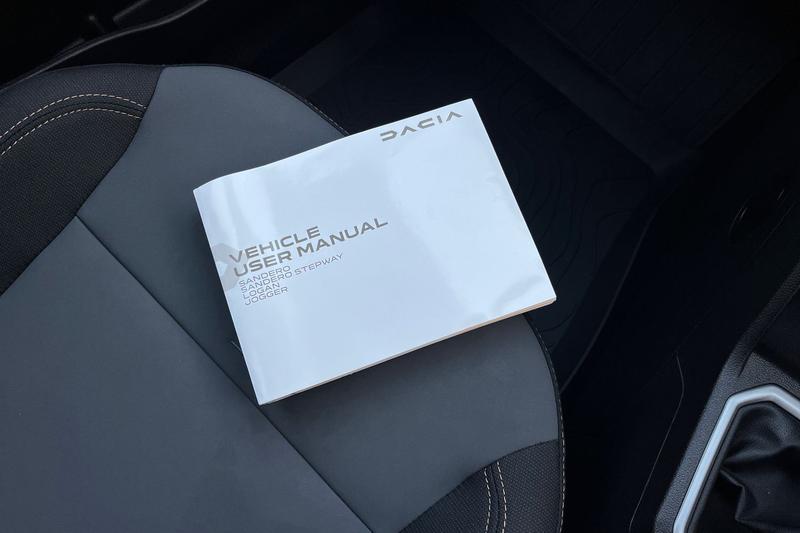 DACIA
VEHICLE
USER MANUAL
SANDERO
SANDERO STEPWAY
LOGAN
JOGGER